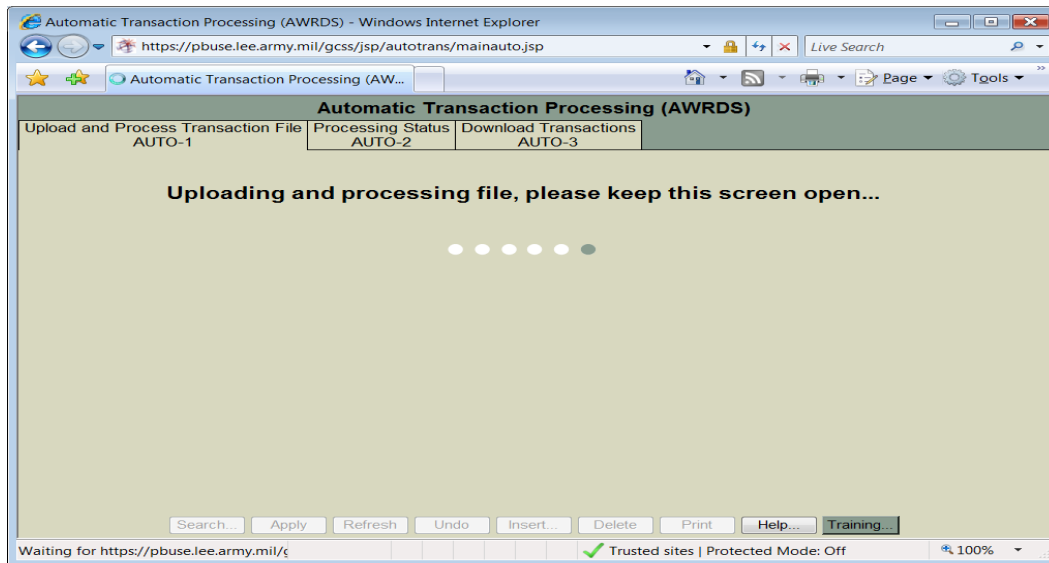 Automatic Transaction Processing (AWRDS) - Windows Internet Explorer
https://pbuse.lee.army.mil/gcss/jsp/autotrans/mainauto.jsp
Live Search
Automatic Transaction Processing (AW...
Page
Tools
Automatic Transaction Processing (AWRDS)
Upload and Process Transaction File
AUTO-1
Processing Status
AUTO-2
Download Transactions
AUTO-3
Uploading and processing file, please keep this screen open...
Search... Apply Refresh Undo Insert... Delete Print Help... Training...
Waiting for https://pbuse.lee.army.mil/g
Trusted sites | Protected Mode: Off
100%